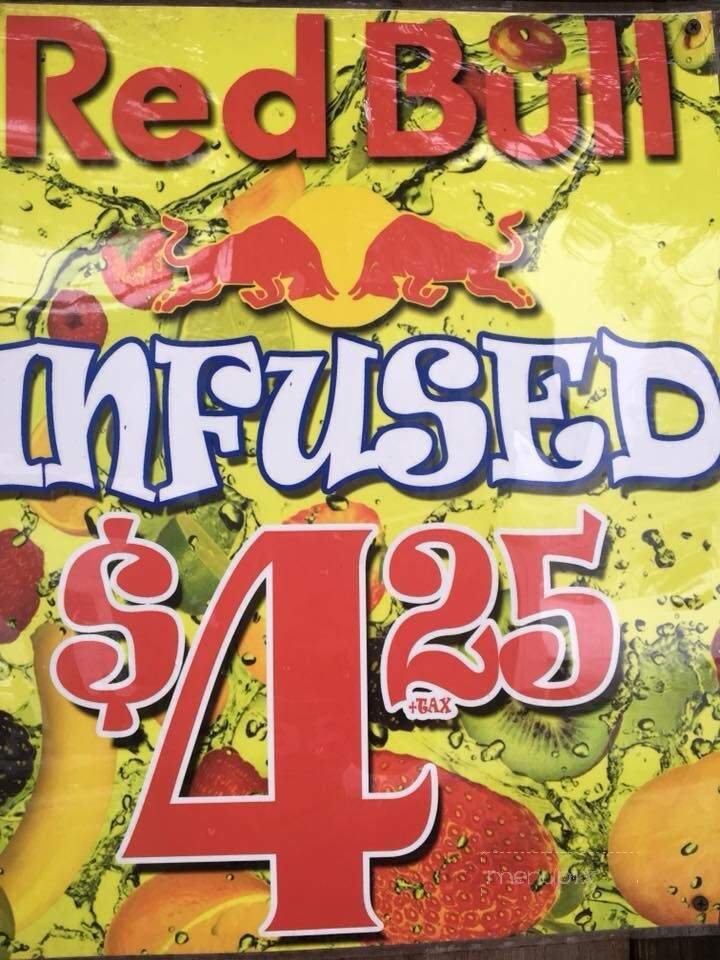 Red Bull
INFUSED
$4 25
+TAX